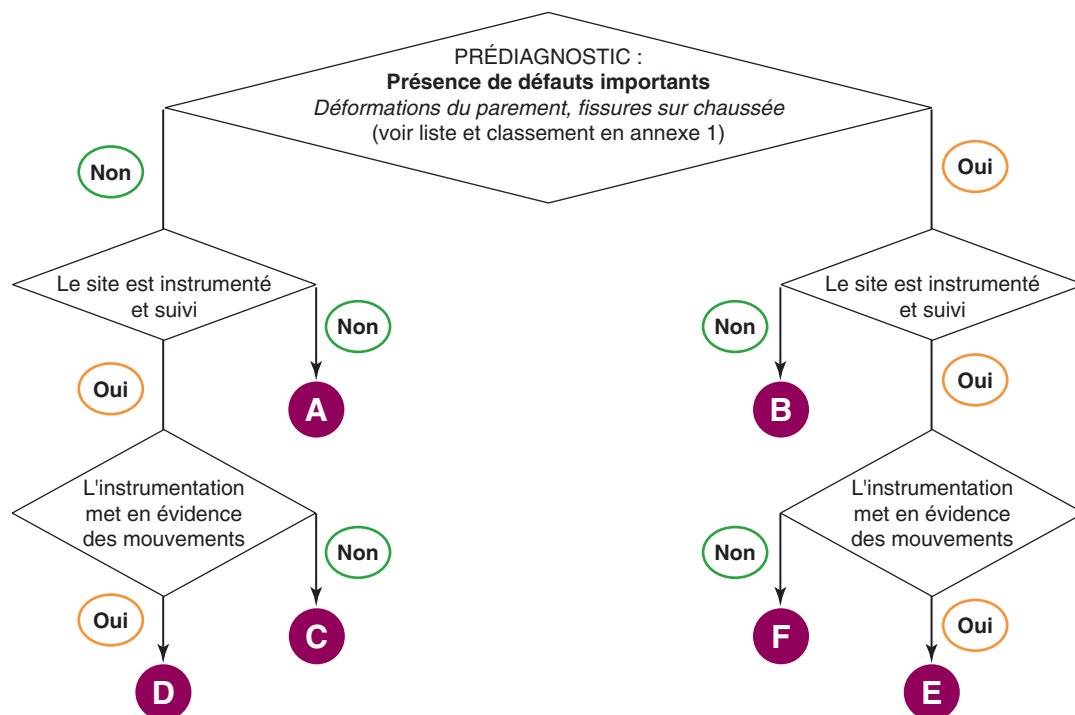 PRÉDIAGNOSTIC :
Présence de défauts importants
Déformations du parement, fissures sur chaussée
(voir liste et classement en annexe 1)
Non
Oui
Le site est instrumenté
et suivi
Le site est instrumenté
et suivi
Non
Non
Oui
Oui
A
B
L'instrumentation
met en évidence
des mouvements
L'instrumentation
met en évidence
des mouvements
Non
Non
Oui
Oui
C
F
D
E